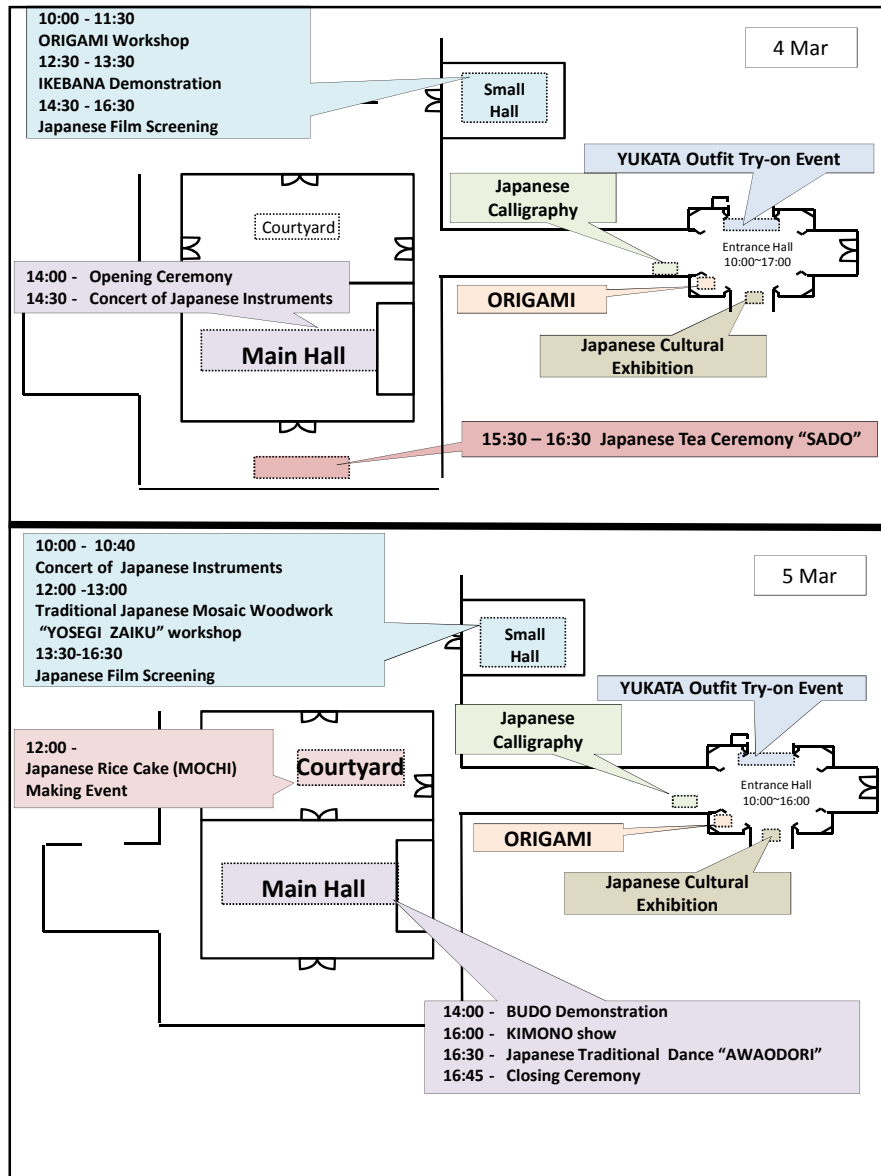 10:00 - 11:30
ORIGAMI Workshop
12:30 - 13:30
IKEBANA Demonstration
14:30 - 16:30
Japanese Film Screening
4 Mar
Small
Hall
YUKATA Outfit Try-on Event
Japanese
Calligraphy
Courtyard
Entrance Hall
10:00~17:00
14:00 - Opening Ceremony
14:30 - Concert of Japanese Instruments
ORIGAMI
Main Hall
Japanese Cultural
Exhibition
15:30 – 16:30 Japanese Tea Ceremony “SADO”
10:00 - 10:40
Concert of Japanese Instruments
12:00 -13:00
Traditional Japanese Mosaic Woodwork
“YOSEGI ZAIKU” workshop
13:30-16:30
Japanese Film Screening
5 Mar
Small
Hall
YUKATA Outfit Try-on Event
Japanese
Calligraphy
12:00 -
Japanese Rice Cake (MOCHI)
Making Event
Courtyard
Entrance Hall
10:00~16:00
ORIGAMI
Main Hall
Japanese Cultural
Exhibition
14:00 - BUDO Demonstration
16:00 - KIMONO show
16:30 - Japanese Traditional Dance “AWAODORI”
16:45 - Closing Ceremony